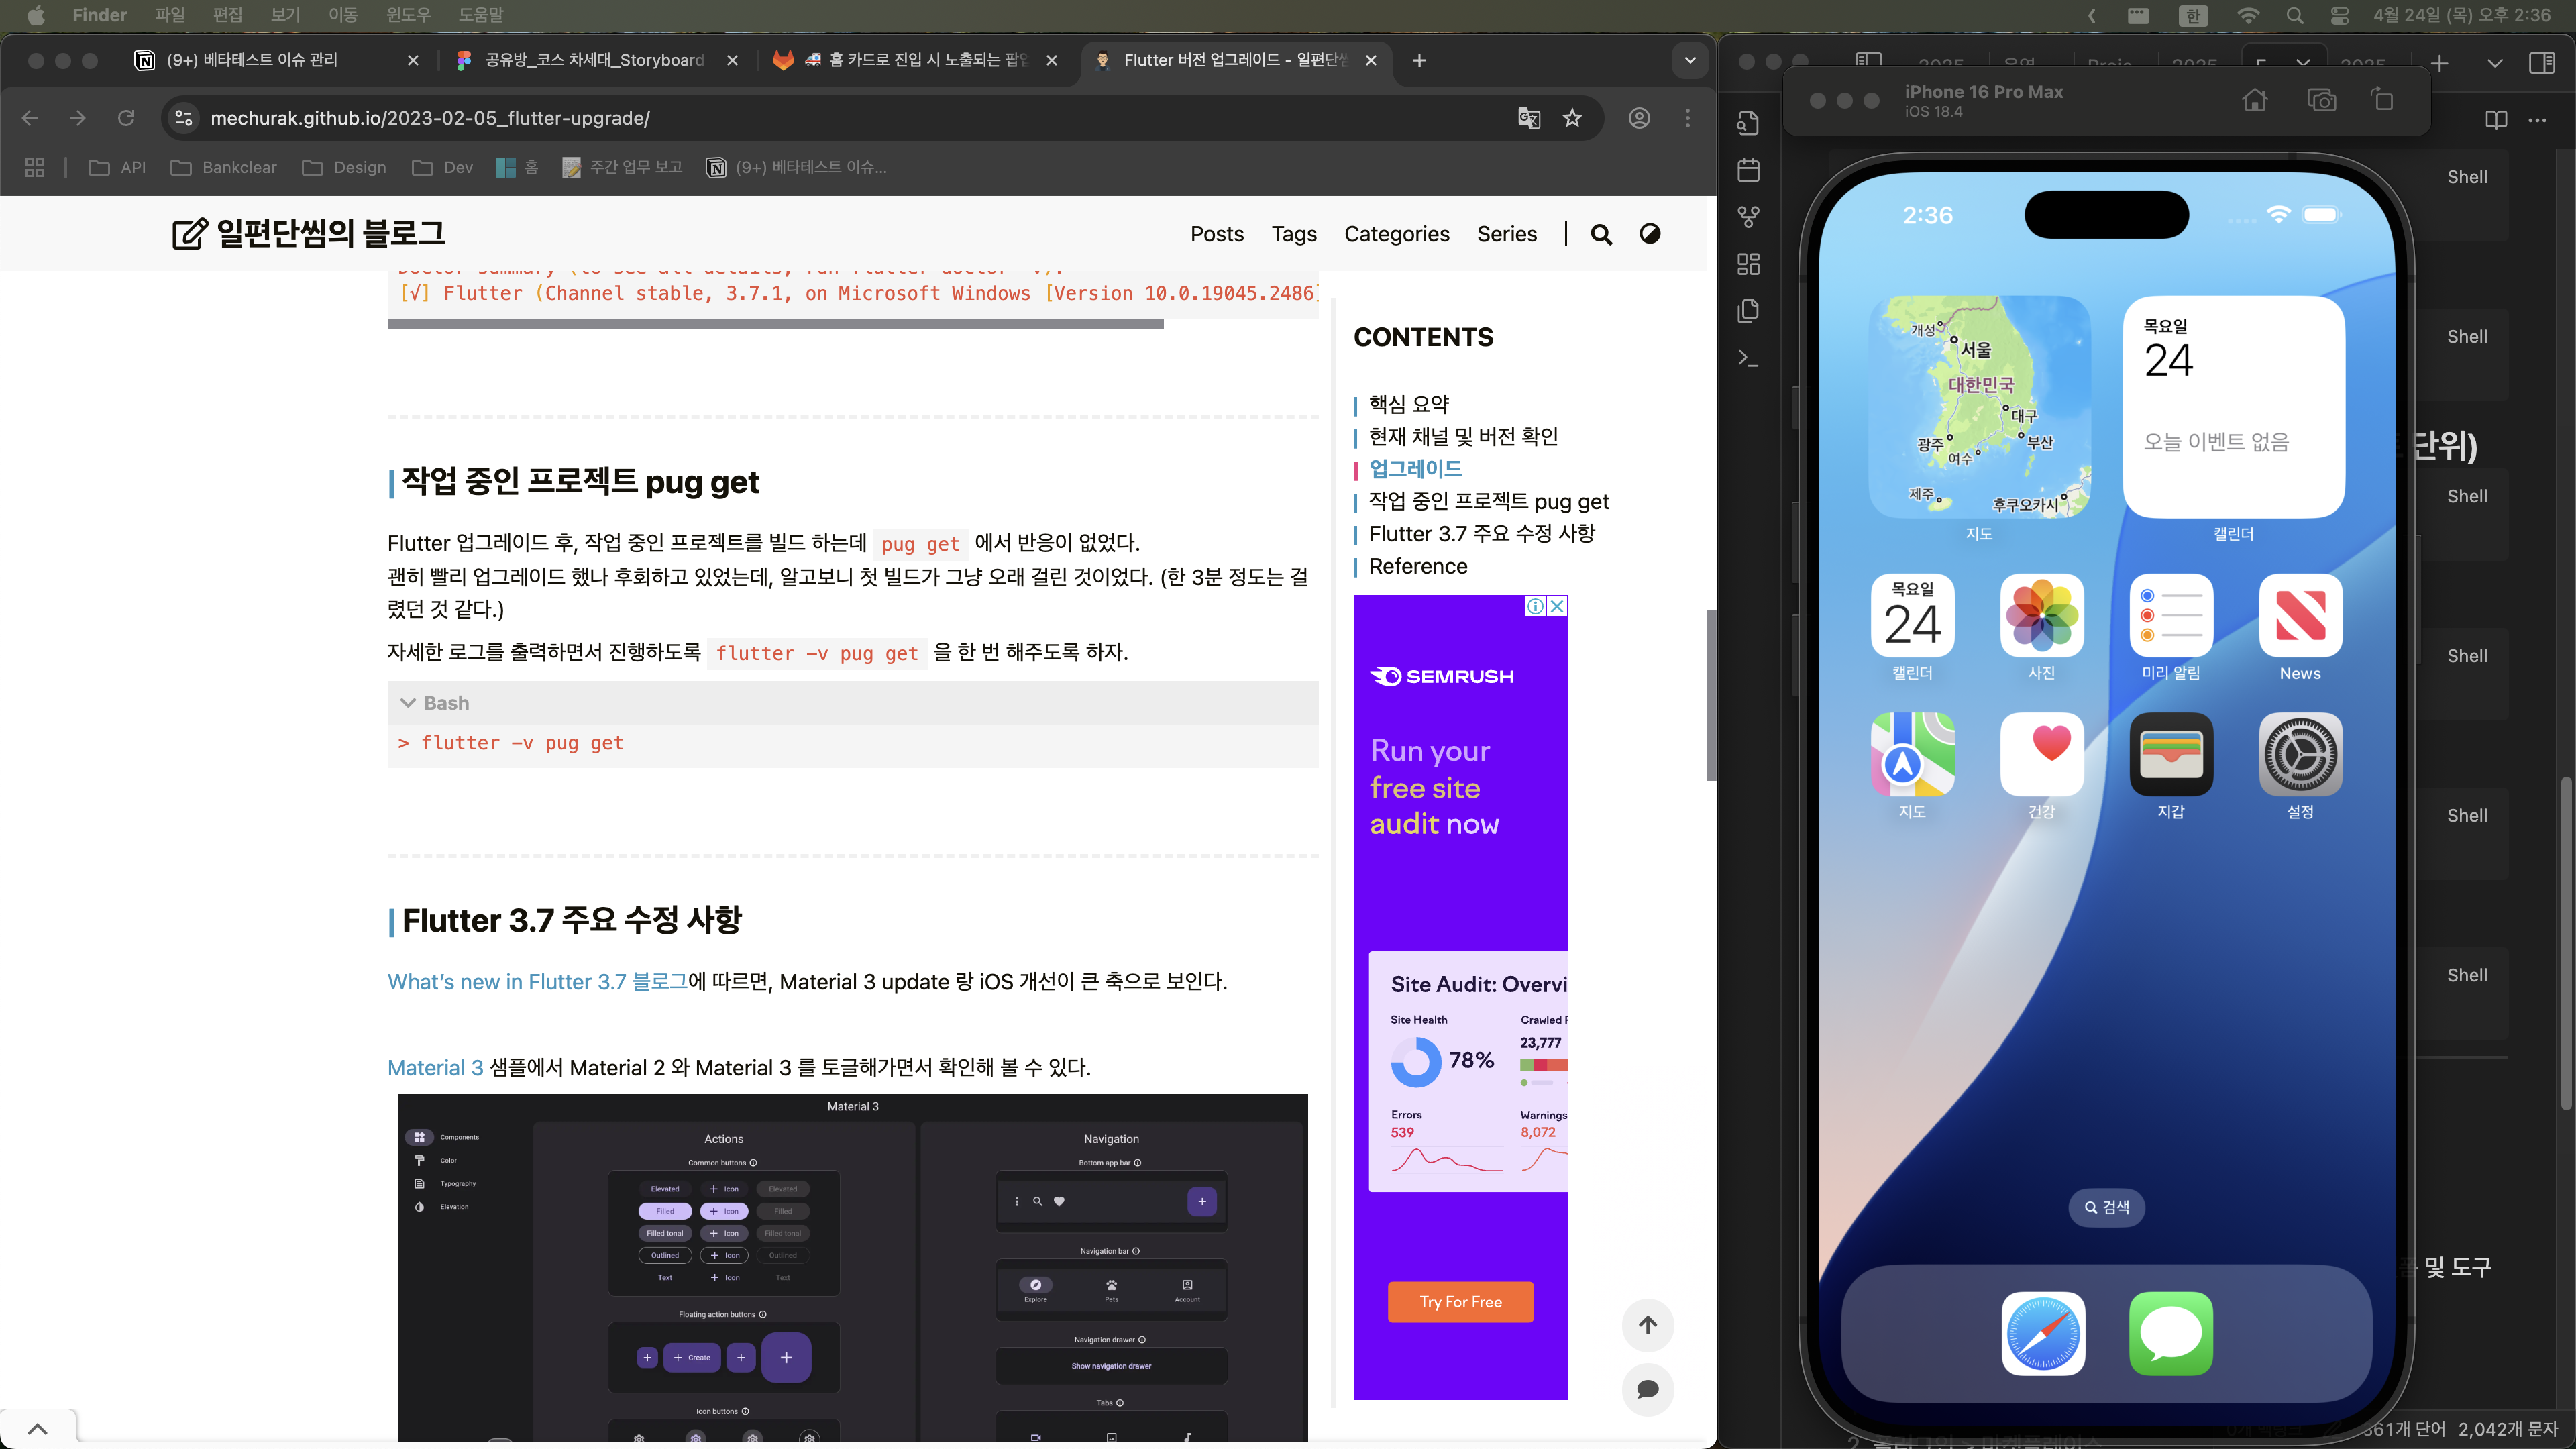 Finder 파일 편집 보기 이동 윈도우 도움말
한 4월 24일 (목) 오후 2:36
(9+) 베타테스트 이슈 관리
공유방_코스 차세대_Storyboard
홈 카드로 진입 시 노출되는 팝업
Flutter 버전 업그레이드 - 일편단씸
mechurak.github.io/2023-02-05_flutter-upgrade/
API Bankclear Design Dev 홈 주간 업무 보고 (9+) 베타테스트 이슈...
일편단씸의 블로그
Posts Tags Categories Series
Doctor summary (to see all details, run flutter doctor -v):
[√] Flutter (Channel stable, 3.7.1, on Microsoft Windows [Version 10.0.19045.2486]
작업 중인 프로젝트 pug get
Flutter 업그레이드 후, 작업 중인 프로젝트를 빌드 하는데 pug get 에서 반응이 없었다.
괜히 빨리 업그레이드 했나 후회하고 있었는데, 알고보니 첫 빌드가 그냥 오래 걸린 것이었다. (한 3분 정도는 걸
렸던 것 같다.)
자세한 로그를 출력하면서 진행하도록 flutter -v pug get 을 한 번 해주도록 하자.
Bash
> flutter -v pug get
Flutter 3.7 주요 수정 사항
What's new in Flutter 3.7 블로그에 따르면, Material 3 update 랑 iOS 개선이 큰 축으로 보인다.
Material 3 샘플에서 Material 2 와 Material 3 를 토글해가면서 확인해 볼 수 있다.
Material 3
Components
Color
Typography
Elevation
Actions
Common buttons
Elevated Icon Elevated
Filled Icon Filled
Filled tonal Icon Filled tonal
Outlined Icon Outlined
Text Icon Text
Floating action buttons
Create
Icon buttons
Navigation
Bottom app bar
Navigation bar
Explore Pets Account
Navigation drawer
Show navigation drawer
Tabs
CONTENTS
핵심 요약
현재 채널 및 버전 확인
업그레이드
작업 중인 프로젝트 pug get
Flutter 3.7 주요 수정 사항
Reference
SEMRUSH
Run your
free site
audit now
Site Audit: Overvi
Site Health Crawled
78% 23,777
Errors Warnings
539 8,072
Try For Free
2025 2025 2025
iPhone 16 Pro Max
iOS 18.4
2:36
개성
서울
대한민국
대구
광주
부산
여수
제주
후쿠오카시
지도
목요일
24
오늘 이벤트 없음
캘린더
목요일
24
캘린더 사진 미리 알림 News
지도 건강 지갑 설정
검색
Shell
Shell
단위)
Shell
Shell
Shell
Shell
및 도구
361개 단어 2,042개 문자